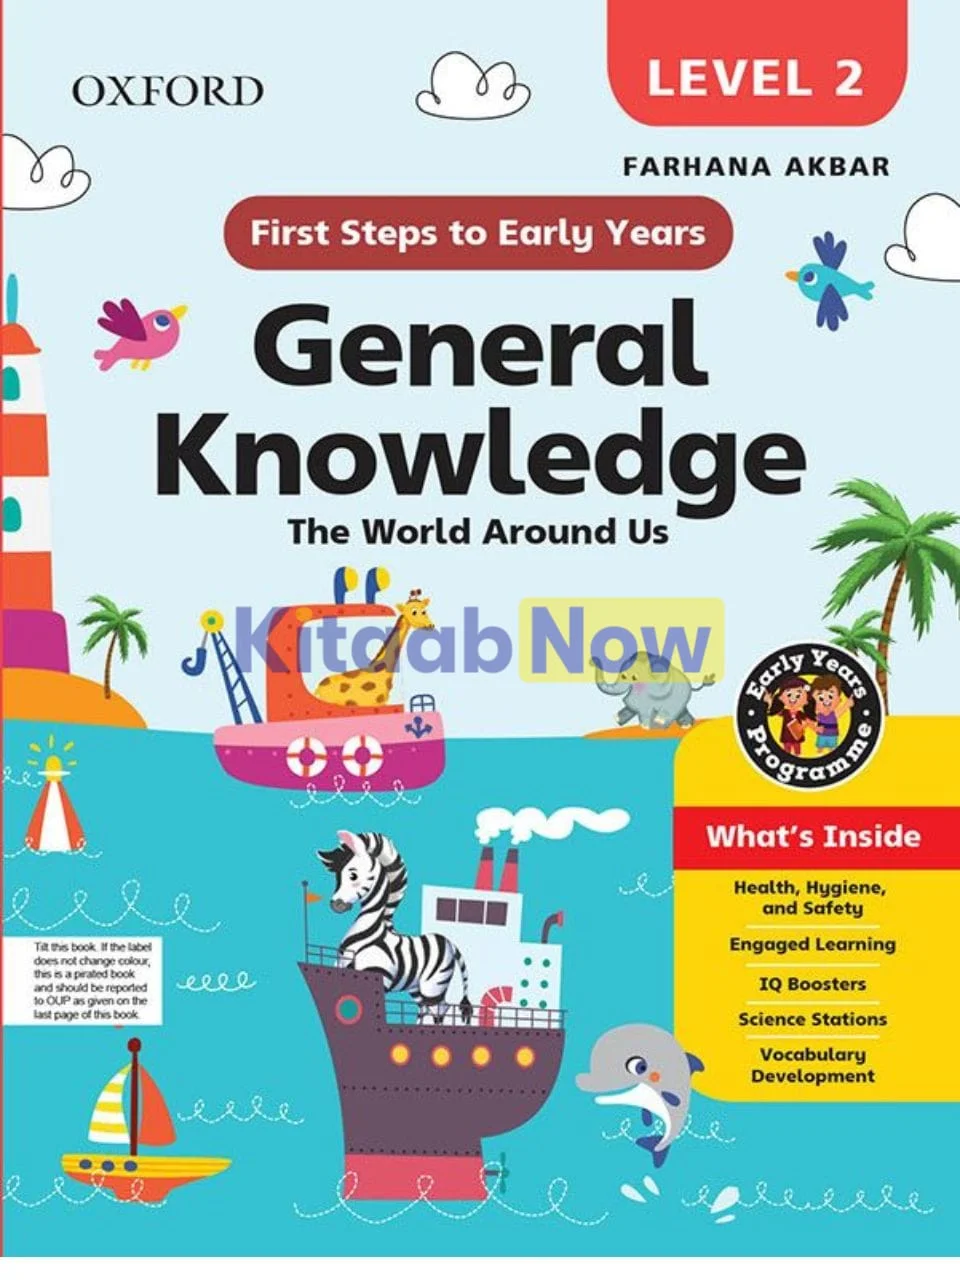 OXFORD
LEVEL 2
FARHANA AKBAR
First Steps to Early Years
General
Knowledge
The World Around Us
KitaabNow
Early Years
Programme
What's Inside
Health, Hygiene,
and Safety
Engaged Learning
IQ Boosters
Science Stations
Vocabulary
Development
Tilt this book. If the label
does not change colour,
this is a pirated book
and should be reported
to OUP as given on the
last page of this book.